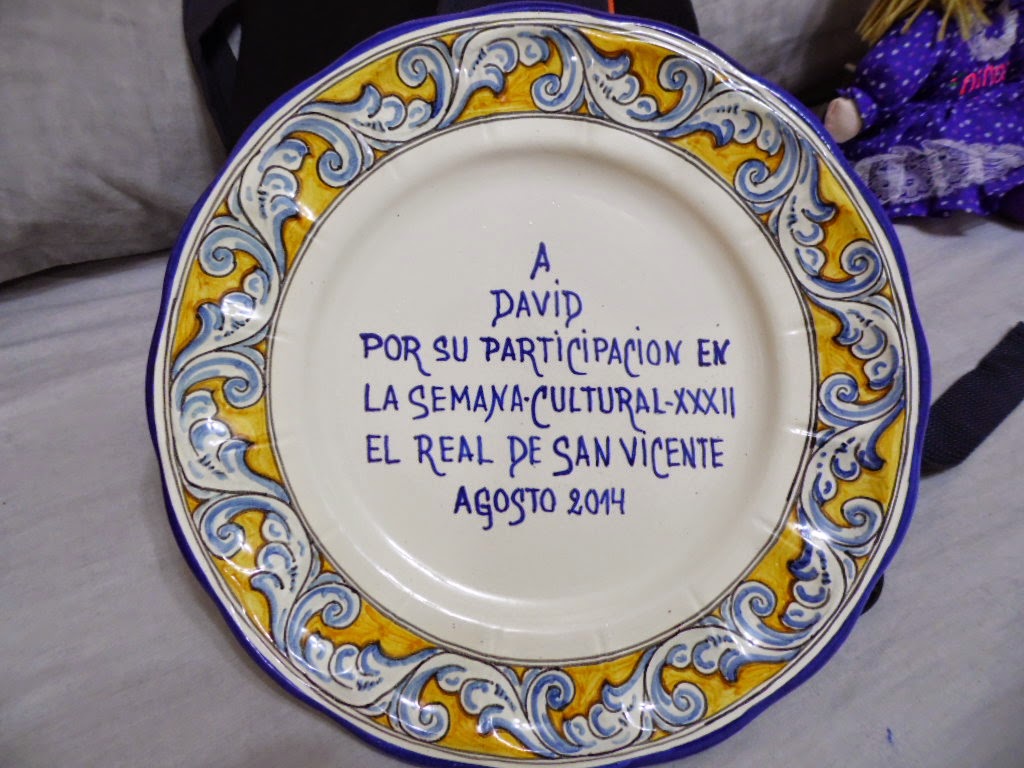 A
DAViD
POR SU PARTiCiPACiON EN
LA SEMANA·CULTURAL-XXXII
EL REAL DE SAN ViCENTE
AGOSTO 2014